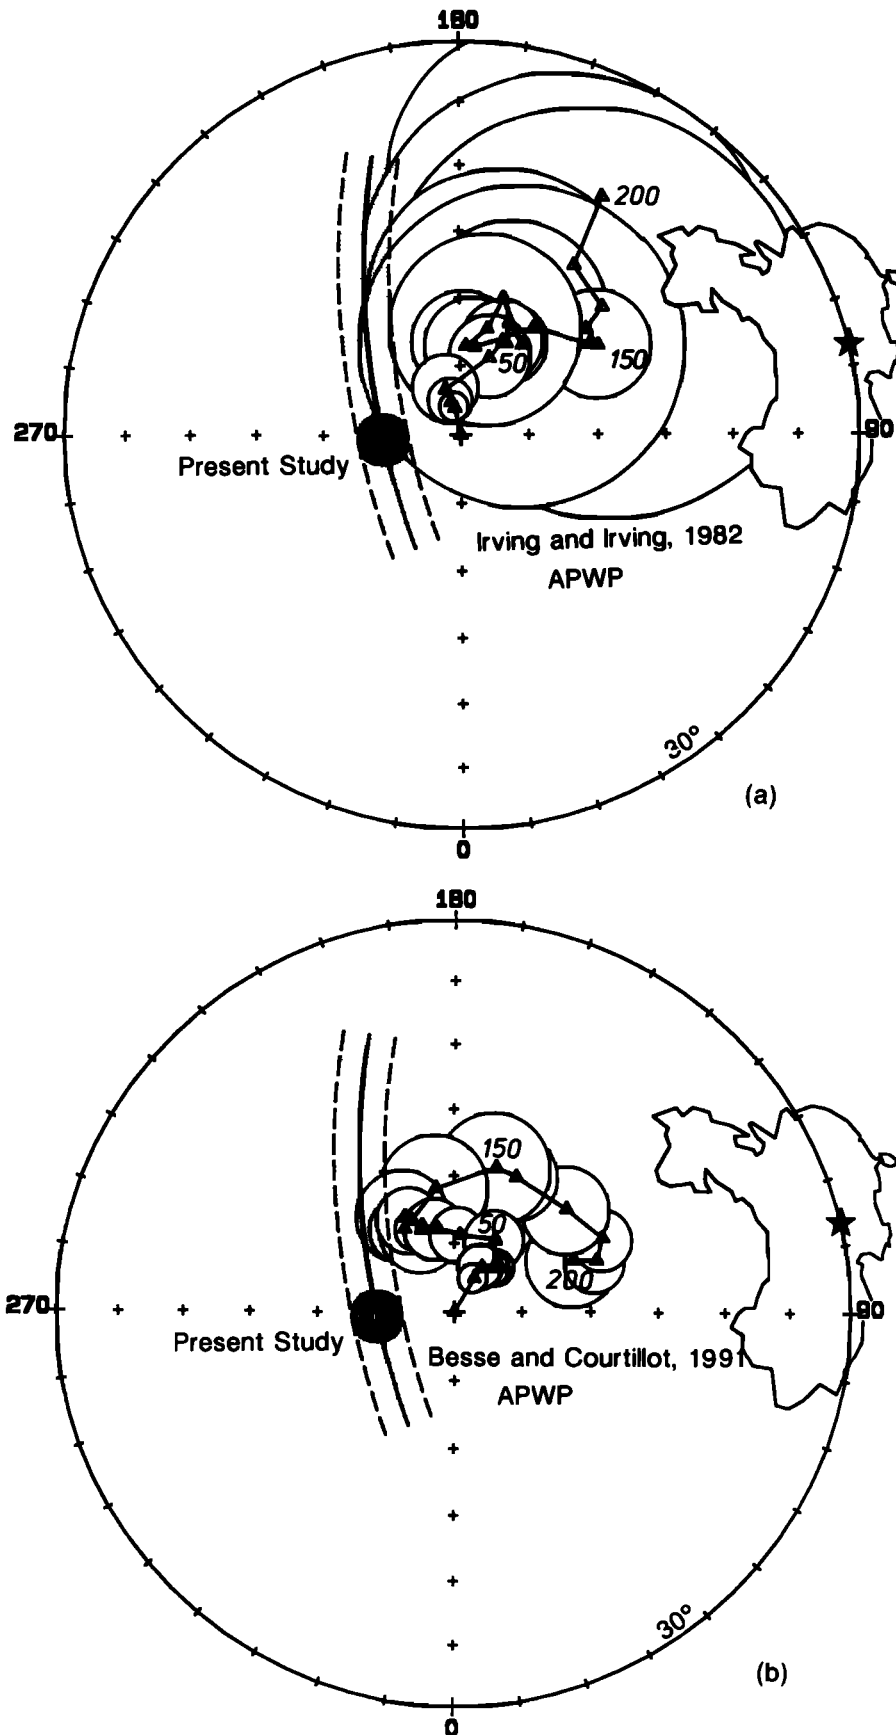 180
200
50
150
270
90
Present Study
Irving and Irving, 1982
APWP
30°
(a)
0
180
150
50
200
270
90
Present Study
Besse and Courtillot, 1991
APWP
30°
(b)
0